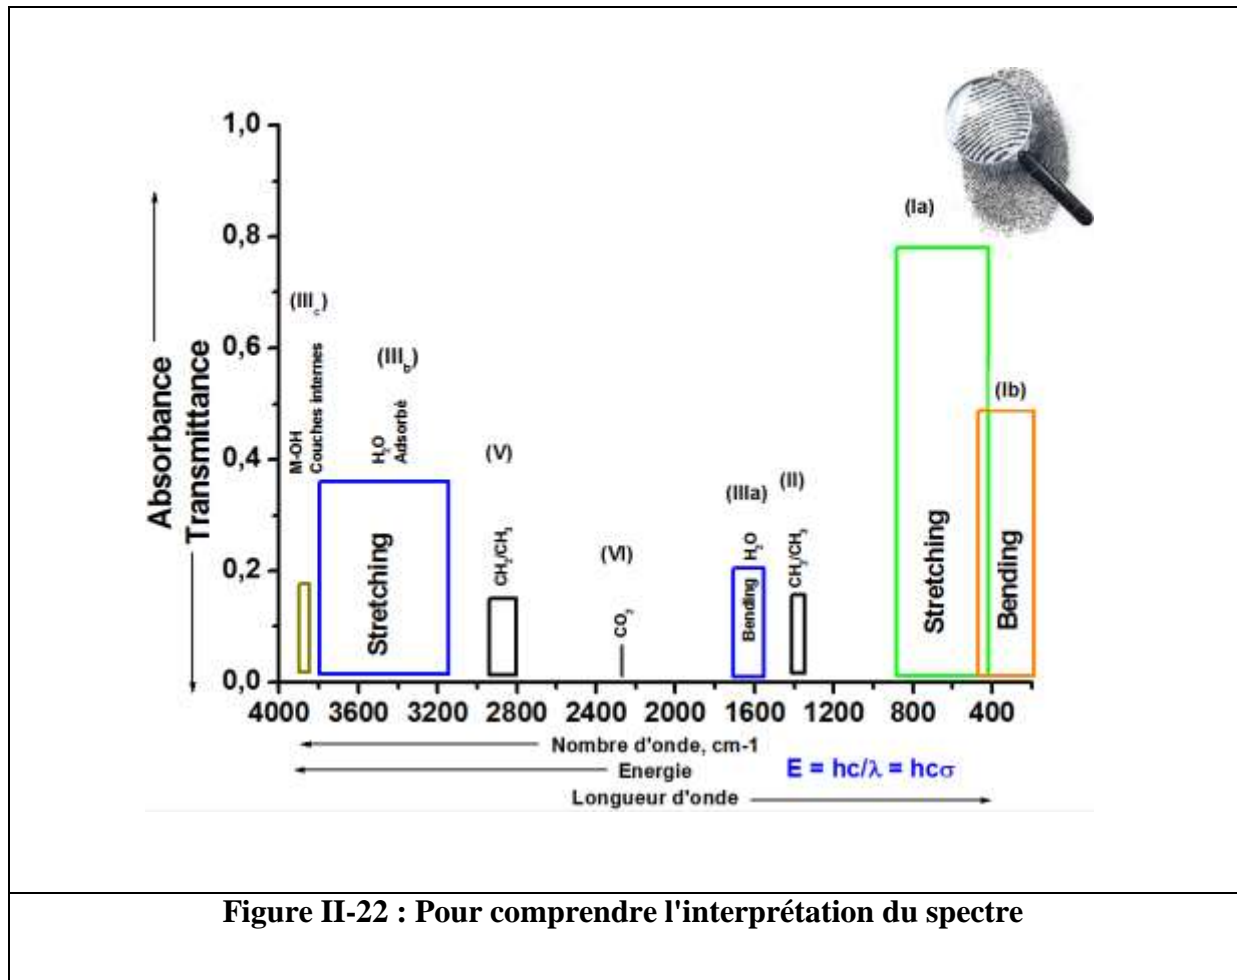 1,0
0,8
0,6
0,4
0,2
0,0
Absorbance
Transmittance
(IIIc)
M-OH
Couches internes
(IIIb)
H2O
Adsorbè
Stretching
(V)
CH2/CH3
(VI)
CO2
(IIIa)
Bending H2O
(II)
CH2/CH3
(Ia)
Stretching
(Ib)
Bending
4000 3600 3200 2800 2400 2000 1600 1200 800 400
Nombre d'onde, cm-1
Energie
E = hc/λ = hcσ
Longueur d'onde
Figure II-22 : Pour comprendre l'interprétation du spectre